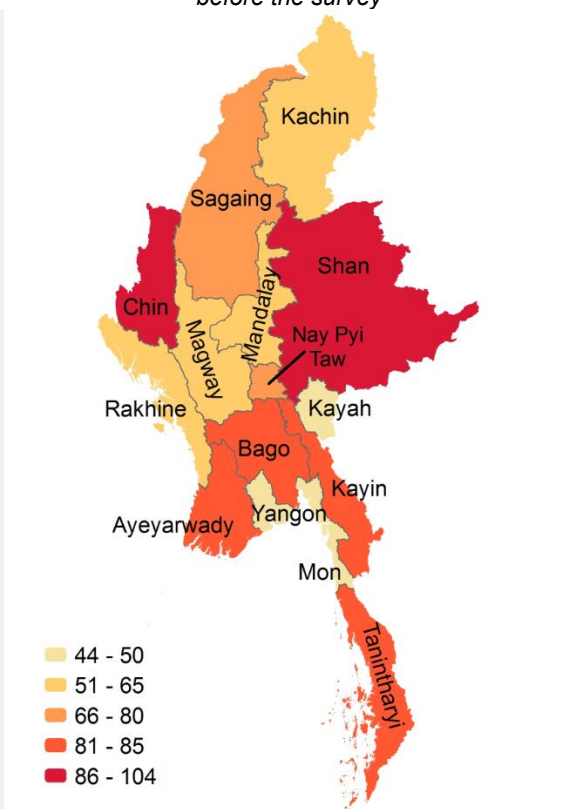 before the survey
Kachin
Sagaing
Shan
Chin
Mandalay
Magway
Nay Pyi
Taw
Rakhine
Kayah
Bago
Kayin
Yangon
Ayeyarwady
Mon
Tanintharyi
44 - 50
51 - 65
66 - 80
81 - 85
86 - 104